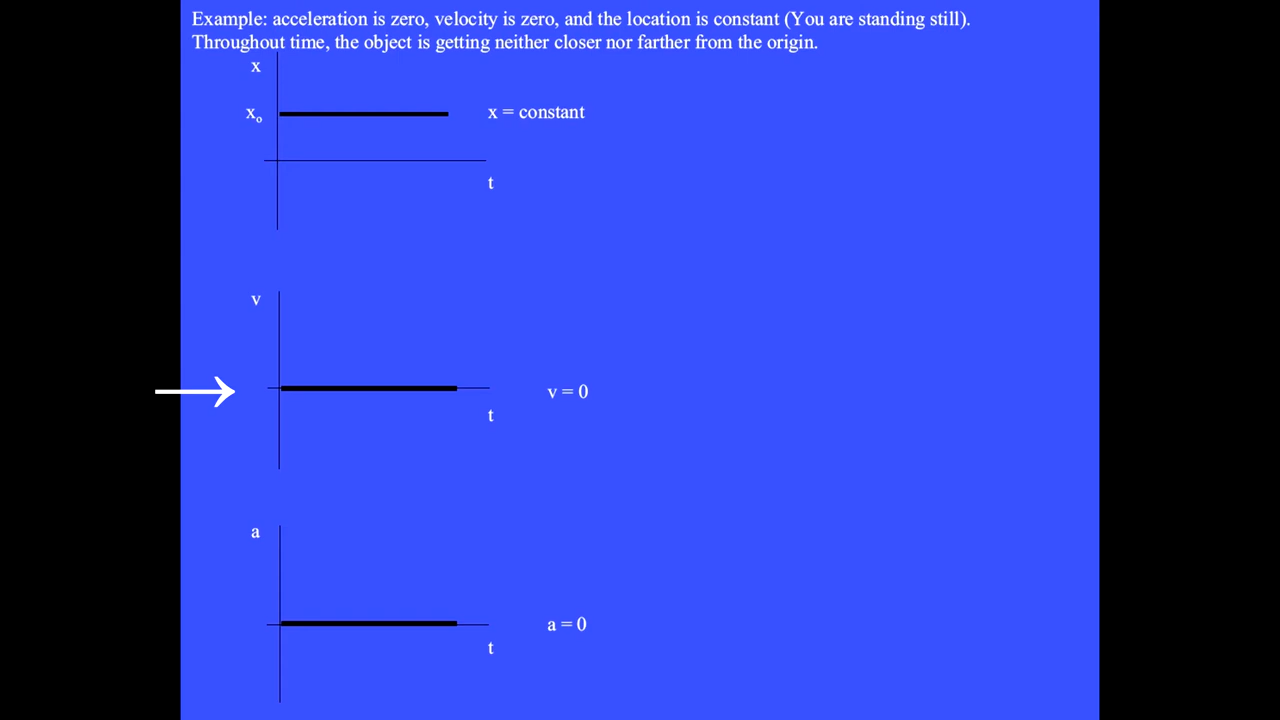 Example: acceleration is zero, velocity is zero, and the location is constant (You are standing still).
Throughout time, the object is getting neither closer nor farther from the origin.
x
xₒ
x = constant
t
v
v = 0
t
a
a = 0
t